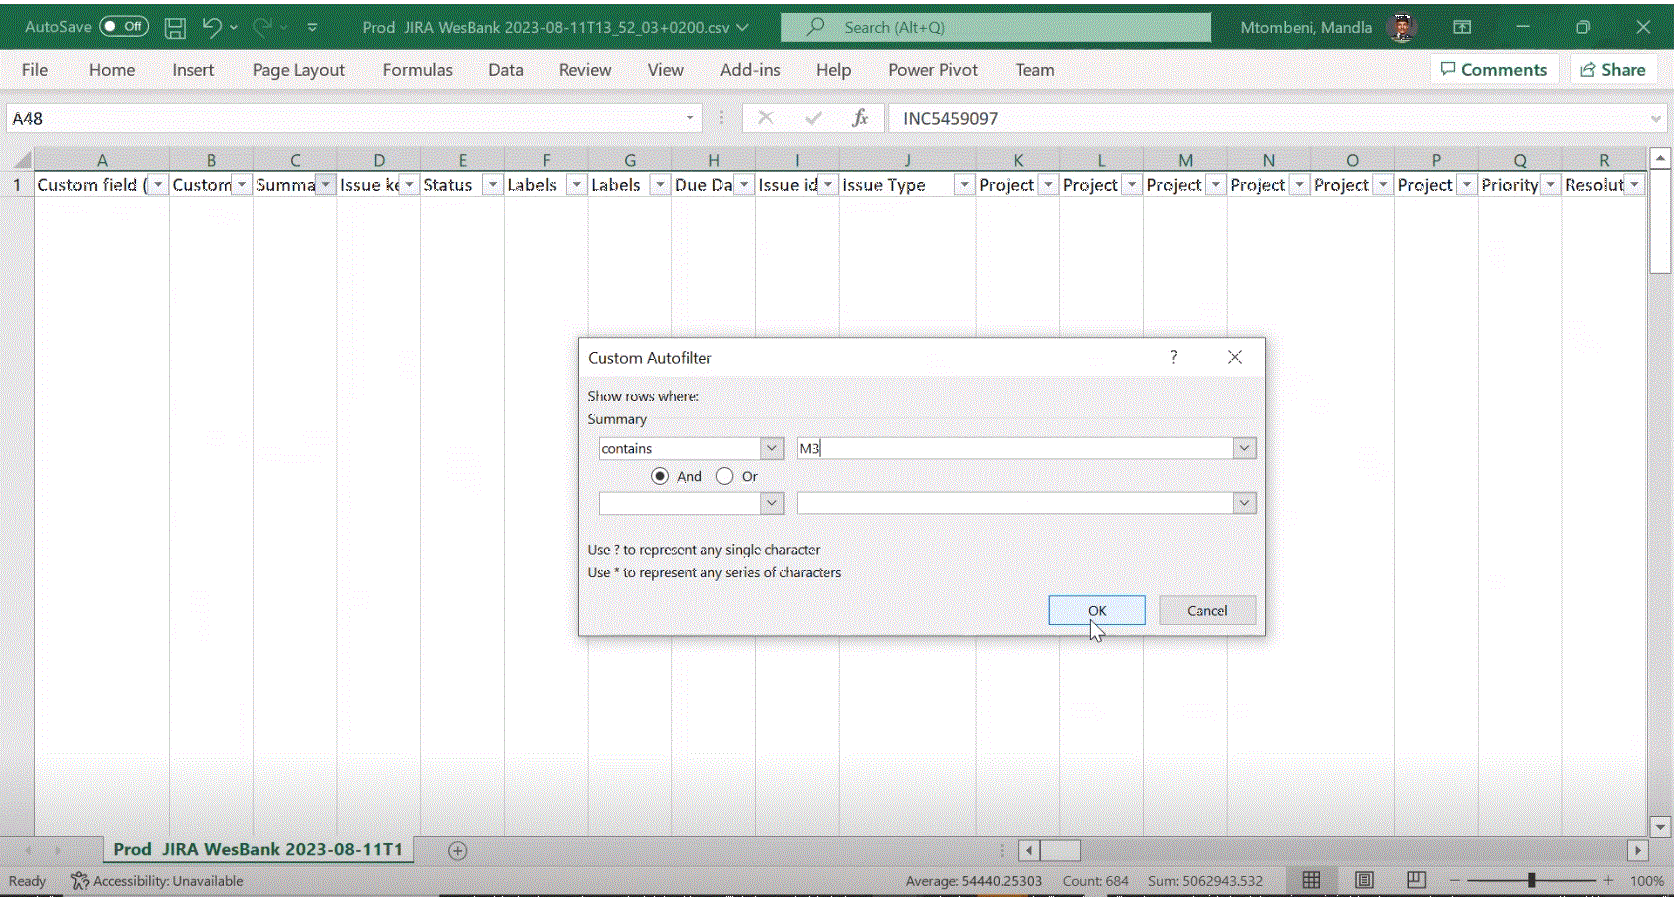 AutoSave Off Prod JIRA WesBank 2023-08-11T13_52_03+0200.csv Search (Alt+Q) Mtombeni, Mandla
File Home Insert Page Layout Formulas Data Review View Add-ins Help Power Pivot Team Comments Share
A48 fx INC5459097
A B C D E F G H I J K L M N O P Q R
1 Custom field ( Custom Summa Issue ke Status Labels Labels Due Da Issue id Issue Type Project Project Project Project Project Project Priority Resolut
Custom Autofilter ?
Show rows where:
Summary
contains M3
And Or
Use ? to represent any single character
Use * to represent any series of characters
OK Cancel
Prod JIRA WesBank 2023-08-11T1
Ready Accessibility: Unavailable Average: 54440.25303 Count: 684 Sum: 5062943.532 100%